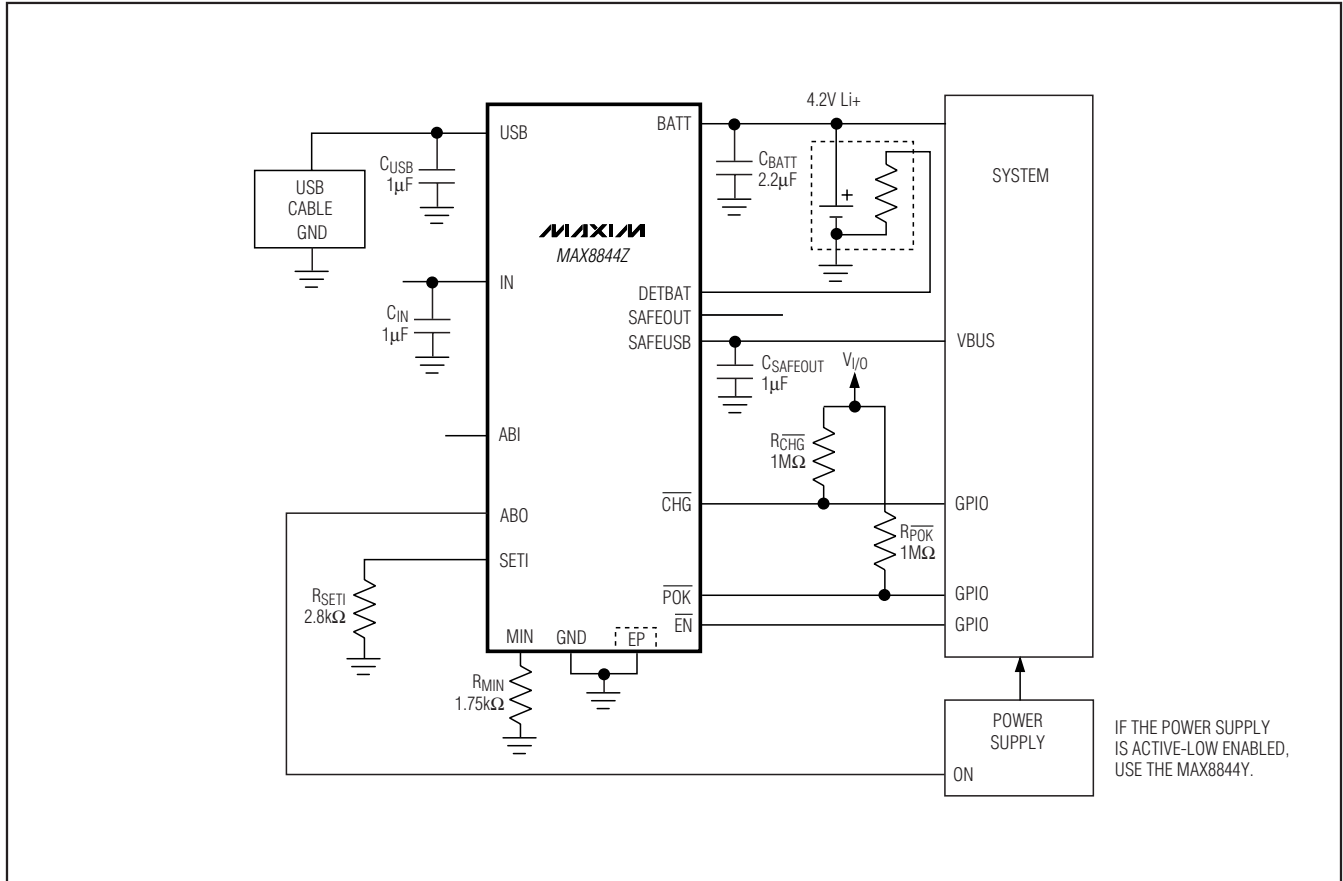 4.2V Li+
USB
BATT
CUSB
1µF
CBATT
2.2µF
USB
CABLE
GND
SYSTEM
MAXIM
MAX8844Z
IN
CIN
1µF
DETBAT
SAFEOUT
SAFEUSB
VBUS
CSAFEOUT
1µF
VI/O
ABI
RCHG
1MΩ
CHG
GPIO
ABO
RPOK
1MΩ
SETI
RSETI
2.8kΩ
POK
GPIO
EN
GPIO
MIN
GND
EP
RMIN
1.75kΩ
POWER
SUPPLY
ON
IF THE POWER SUPPLY
IS ACTIVE-LOW ENABLED,
USE THE MAX8844Y.